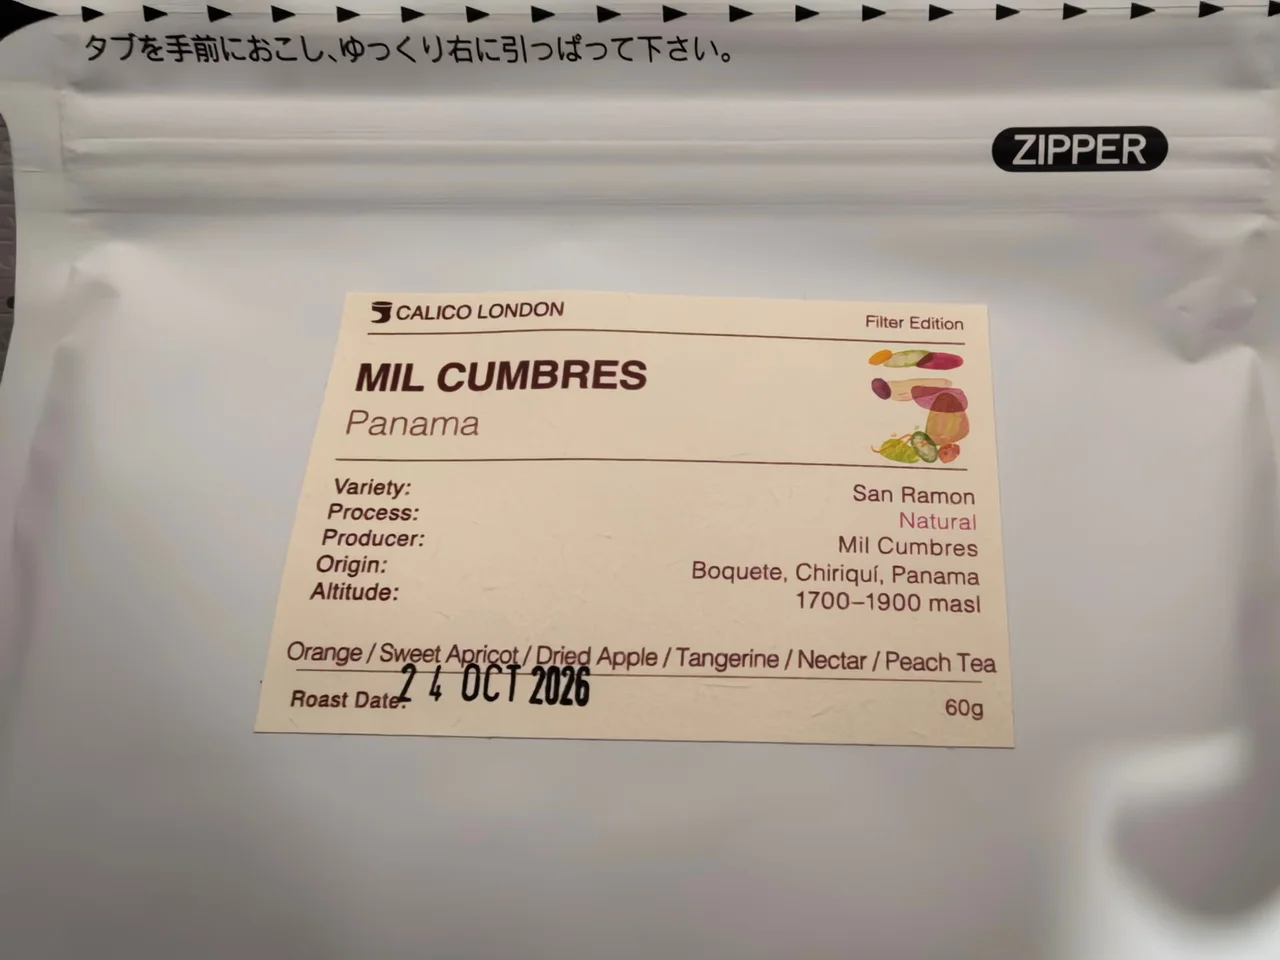 タブを手前におこし、ゆっくり右に引っぱって下さい。
ZIPPER
CALICO LONDON
Filter Edition
MIL CUMBRES
Panama
Variety: San Ramon
Process: Natural
Producer: Mil Cumbres
Origin: Boquete, Chiriquí, Panama
Altitude: 1700–1900 masl
Orange / Sweet Apricot / Dried Apple / Tangerine / Nectar / Peach Tea
Roast Date: 24 OCT 2026
60g